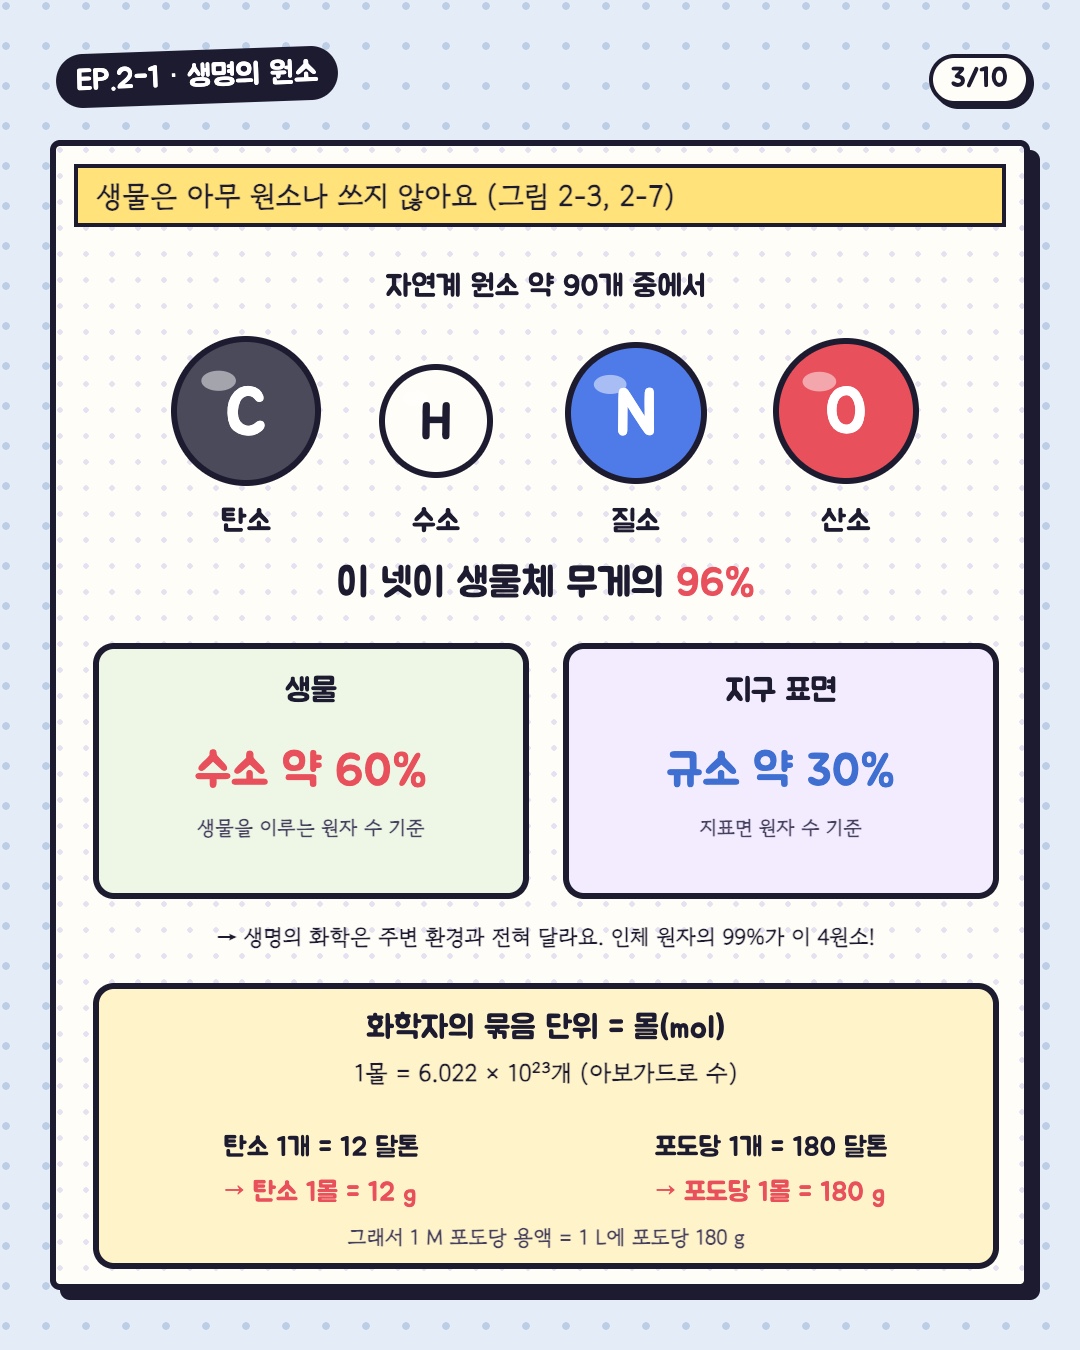 EP.2-1 · 생명의 원소
3/10
생물은 아무 원소나 쓰지 않아요 (그림 2-3, 2-7)
자연계 원소 약 90개 중에서
C
H
N
O
탄소
수소
질소
산소
이 넷이 생물체 무게의 96%
생물
수소 약 60%
생물을 이루는 원자 수 기준
지구 표면
규소 약 30%
지표면 원자 수 기준
→ 생명의 화학은 주변 환경과 전혀 달라요. 인체 원자의 99%가 이 4원소!
화학자의 묶음 단위 = 몰(mol)
1몰 = 6.022 × 10²³개 (아보가드로 수)
탄소 1개 = 12 달톤
→ 탄소 1몰 = 12 g
포도당 1개 = 180 달톤
→ 포도당 1몰 = 180 g
그래서 1 M 포도당 용액 = 1 L에 포도당 180 g